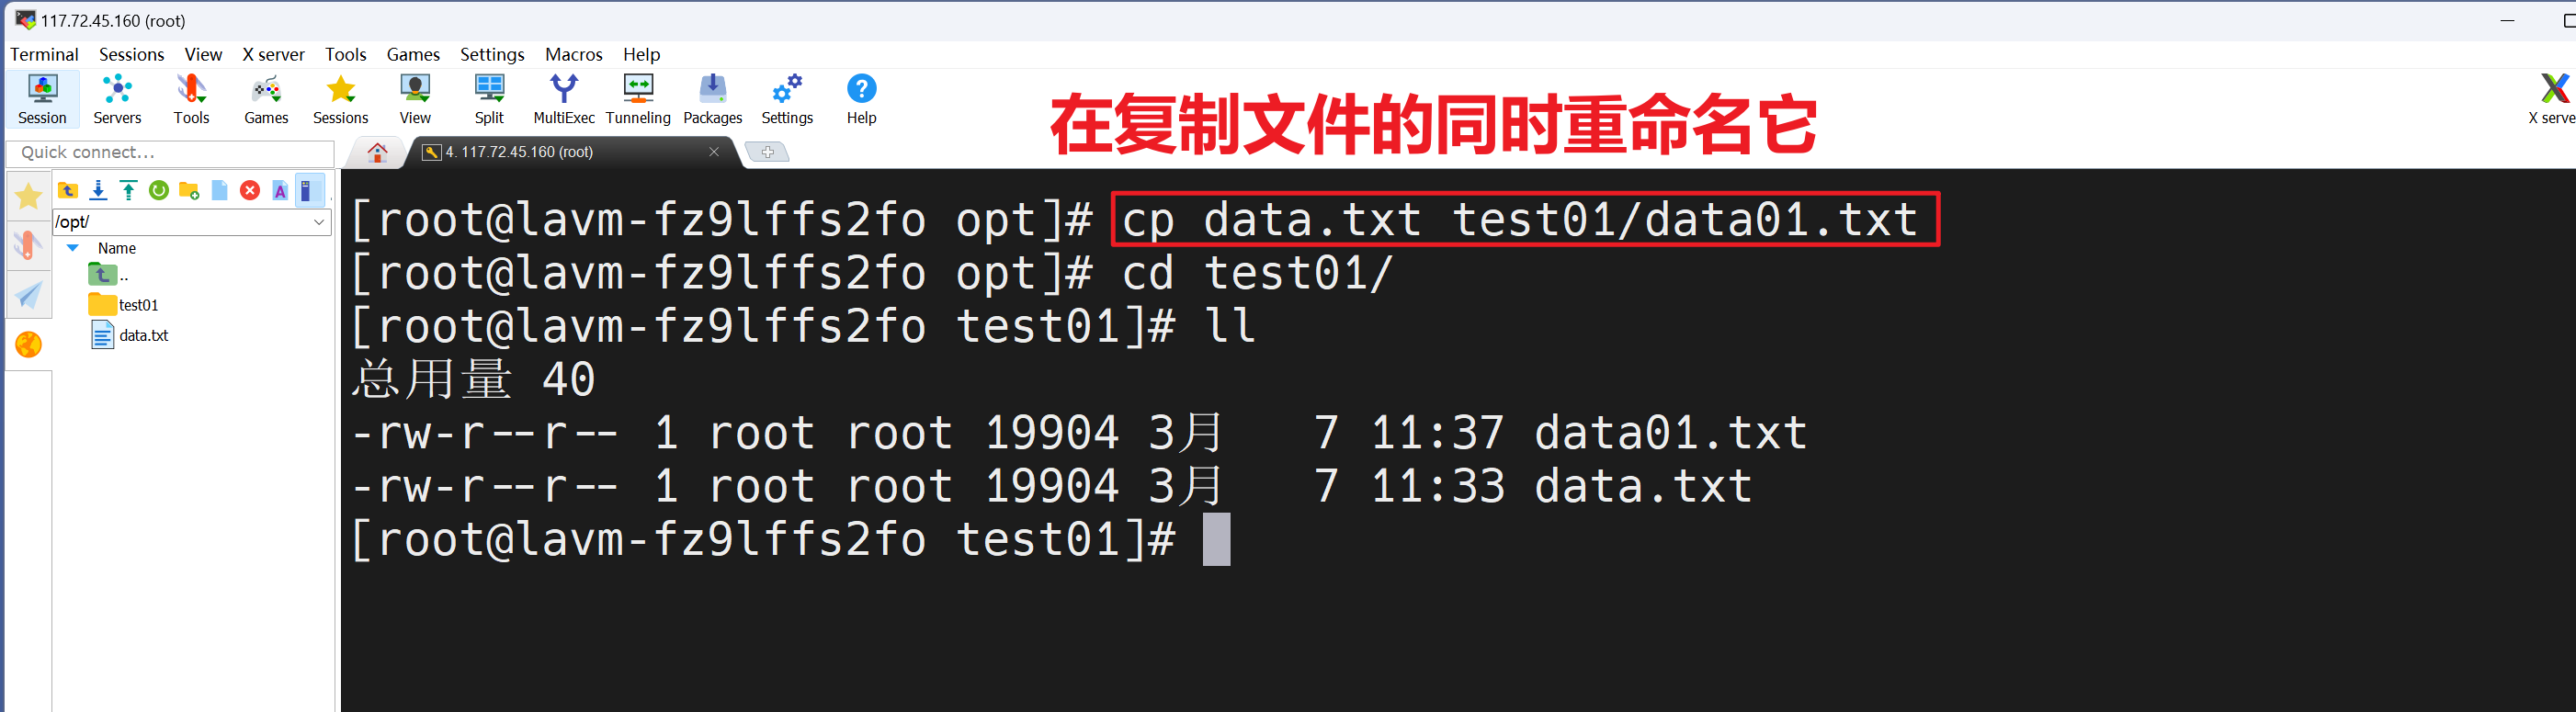 117.72.45.160 (root)
Terminal Sessions View X server Tools Games Settings Macros Help
Session Servers Tools Games Sessions View Split MultiExec Tunneling Packages Settings Help
在复制文件的同时重命名它
X serve
Quick connect...
4. 117.72.45.160 (root)
/opt/
Name
..
test01
data.txt
[root@lavm-fz9lffs2fo opt]# cp data.txt test01/data01.txt
[root@lavm-fz9lffs2fo opt]# cd test01/
[root@lavm-fz9lffs2fo test01]# ll
总用量 40
-rw-r--r-- 1 root root 19904 3月   7 11:37 data01.txt
-rw-r--r-- 1 root root 19904 3月   7 11:33 data.txt
[root@lavm-fz9lffs2fo test01]#